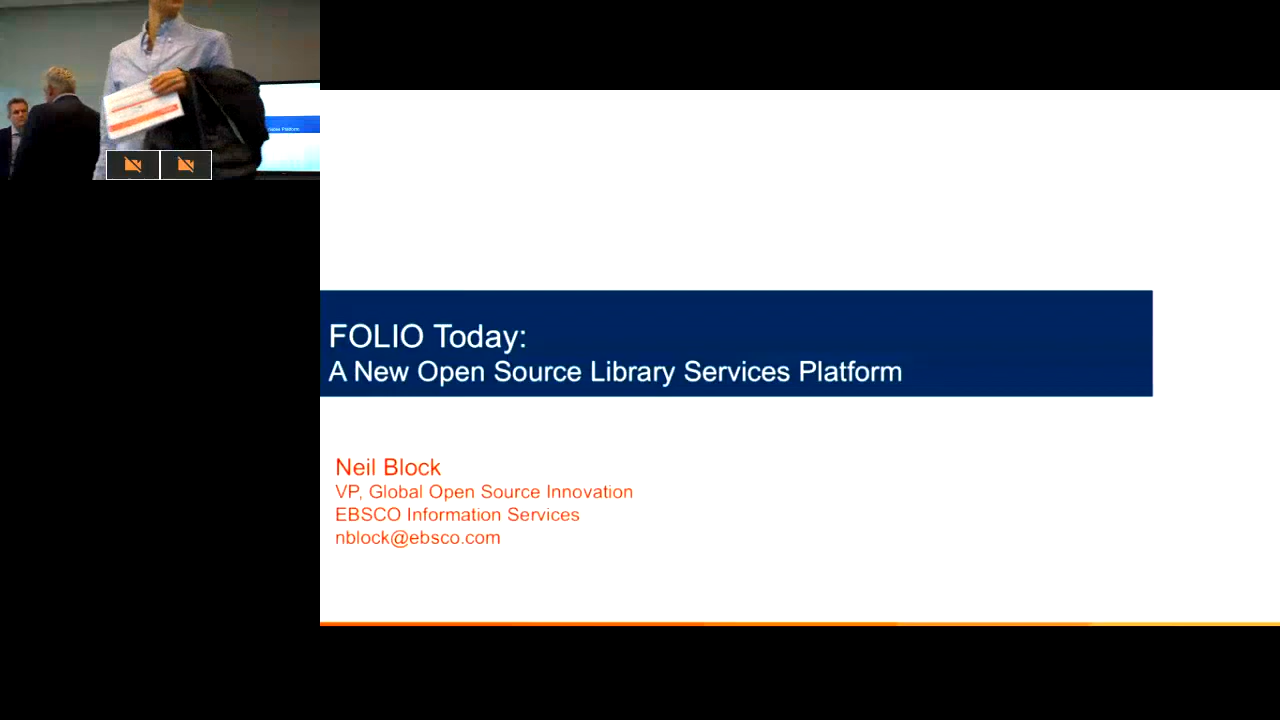 FOLIO Today:
A New Open Source Library Services Platform
Neil Block
VP, Global Open Source Innovation
EBSCO Information Services
nblock@ebsco.com